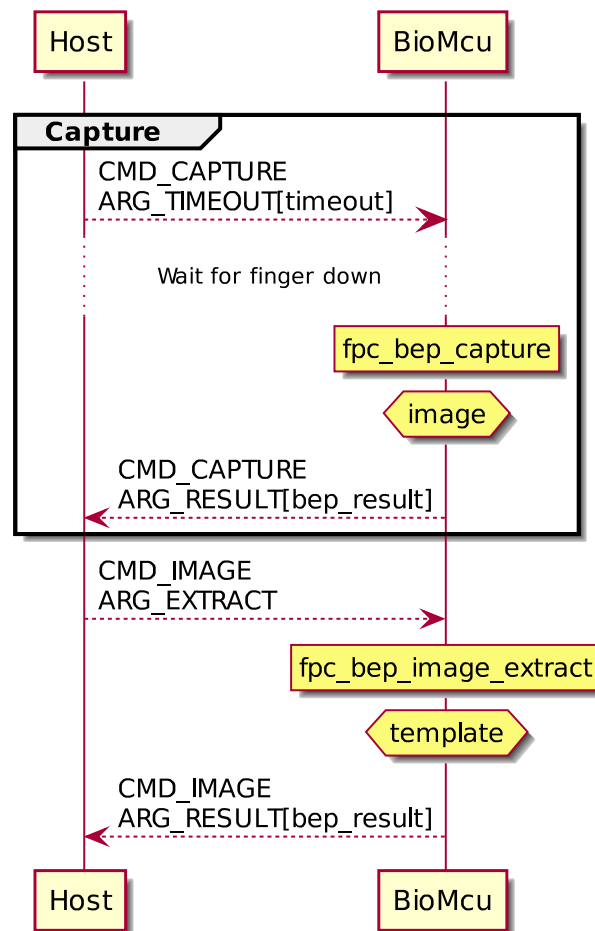 Host
BioMcu
Capture
CMD_CAPTURE
ARG_TIMEOUT[timeout]
Wait for finger down
fpc_bep_capture
image
CMD_CAPTURE
ARG_RESULT[bep_result]
CMD_IMAGE
ARG_EXTRACT
fpc_bep_image_extract
template
CMD_IMAGE
ARG_RESULT[bep_result]
Host
BioMcu